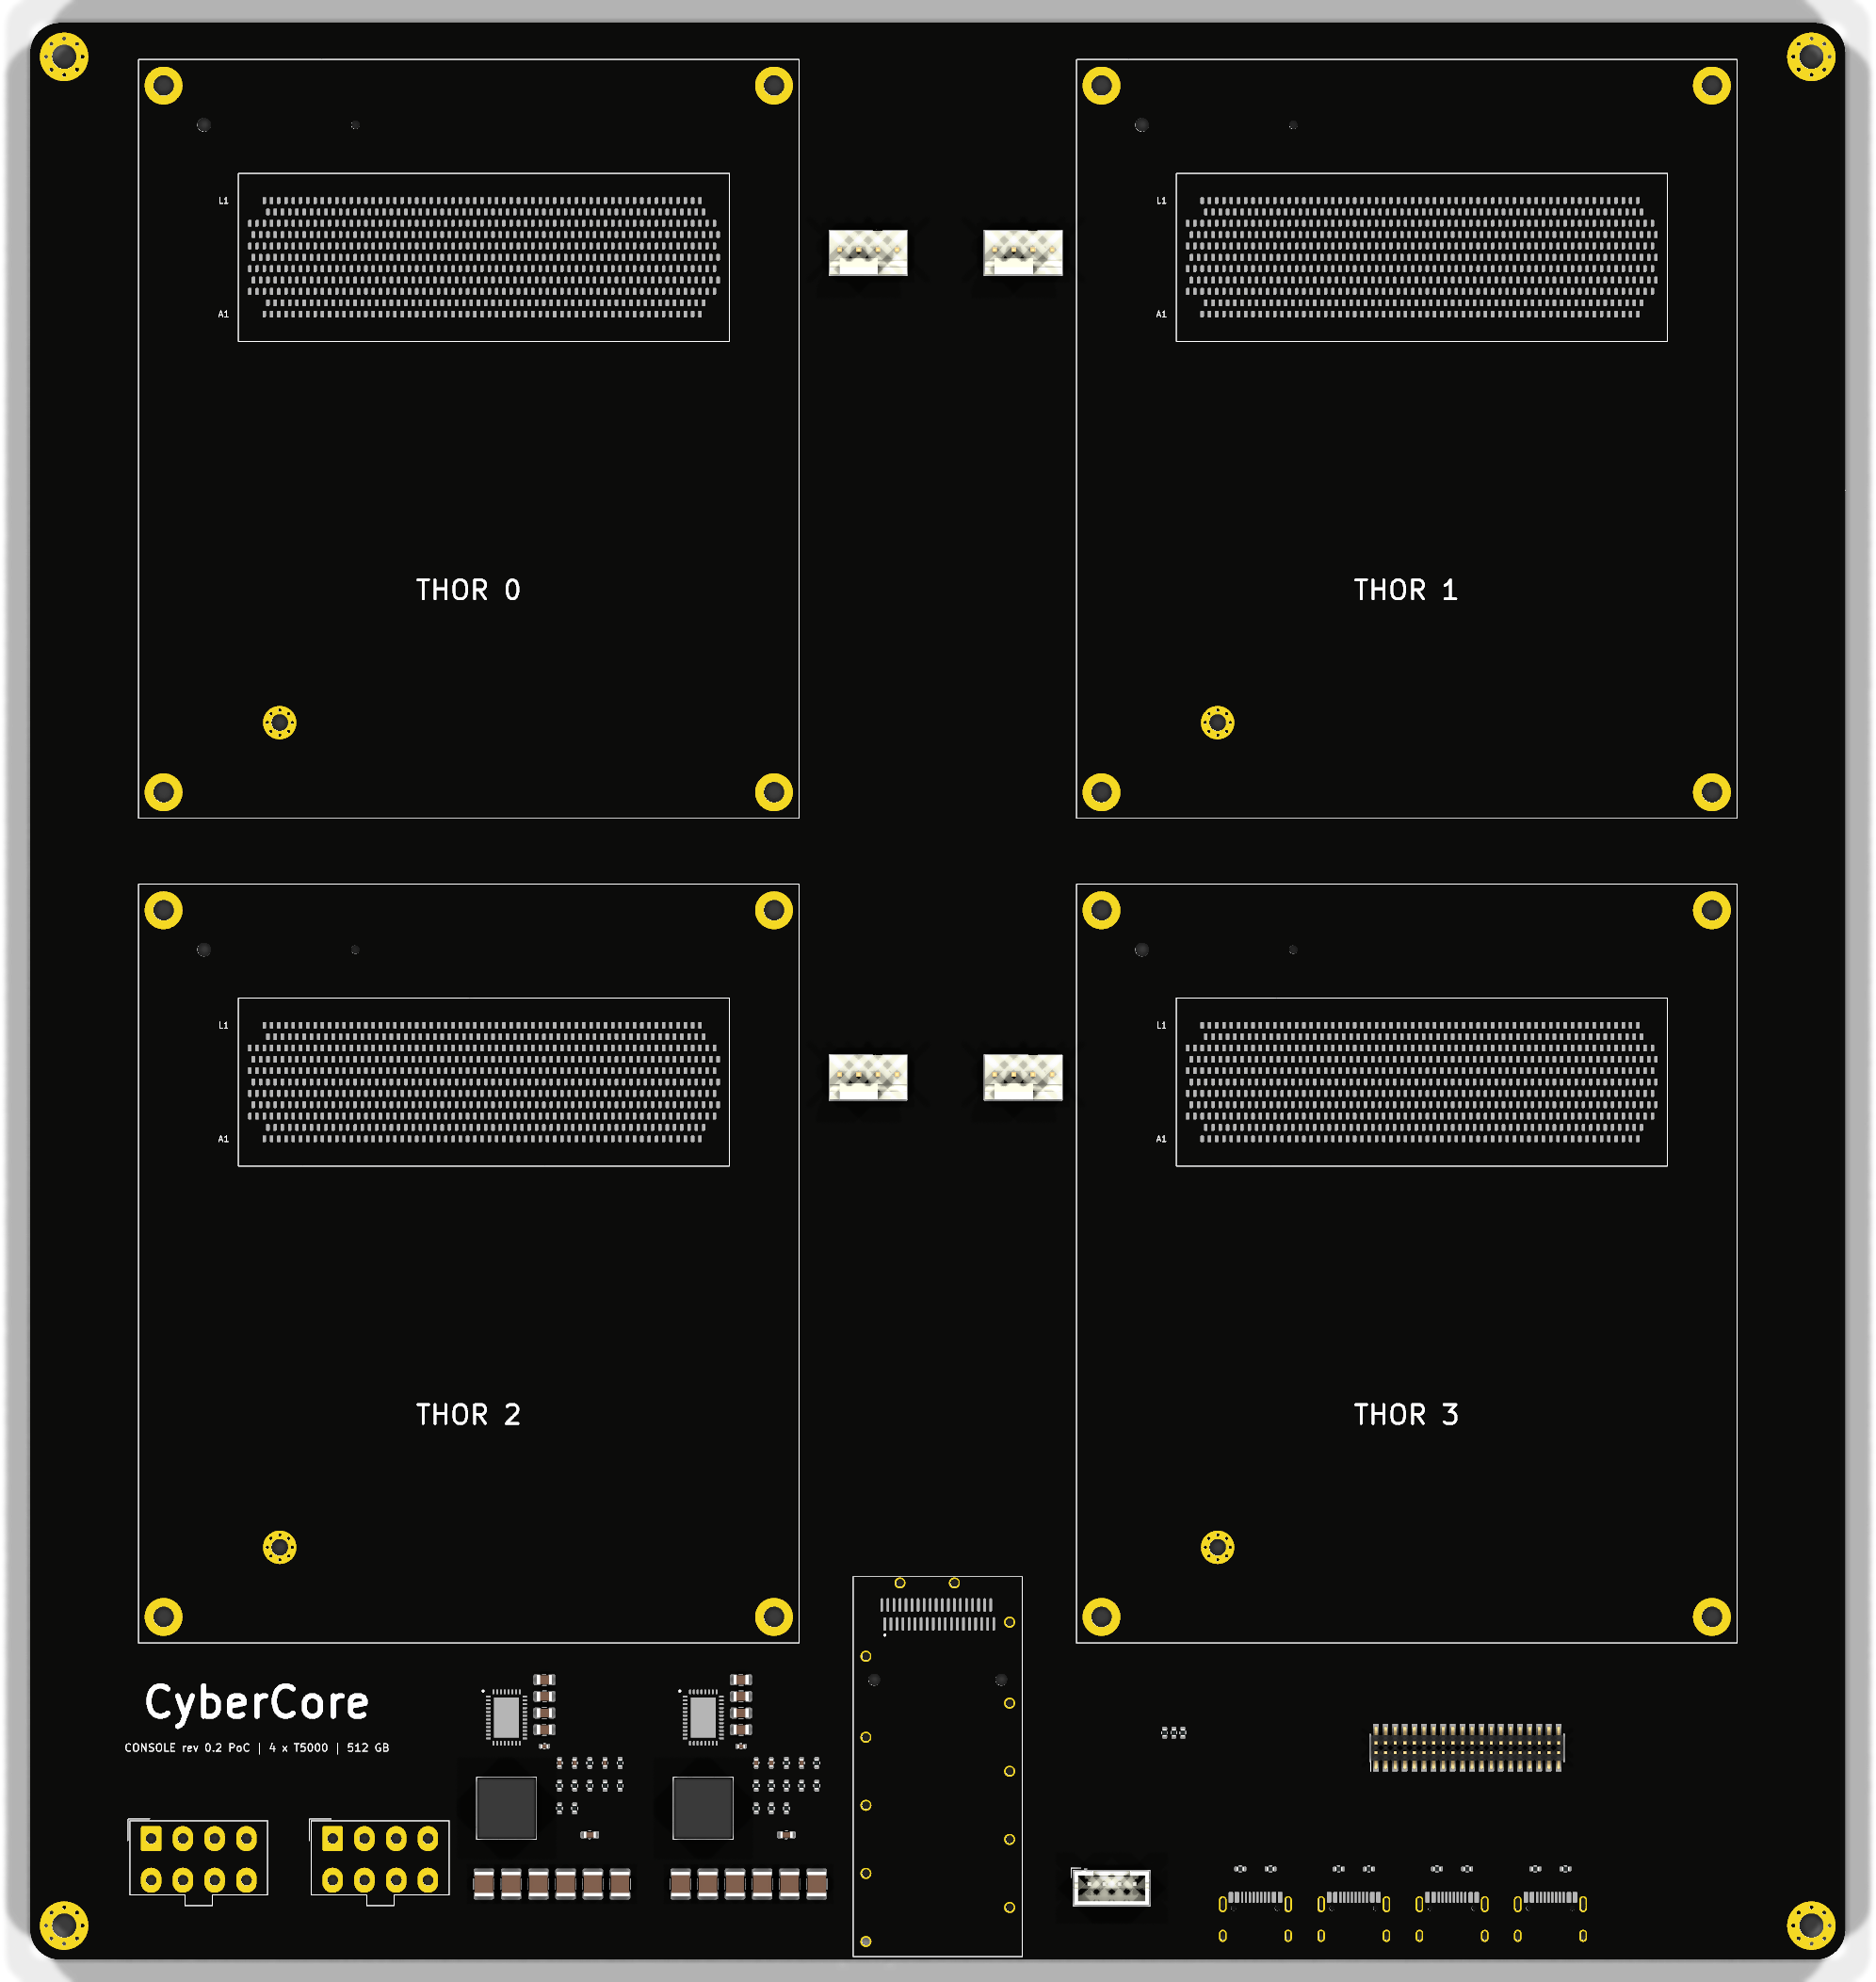 L1
L1
A1
A1
THOR 0
THOR 1
L1
L1
A1
A1
THOR 2
THOR 3
CyberCore
CONSOLE rev 0.2 PoC | 4 x T5000 | 512 GB